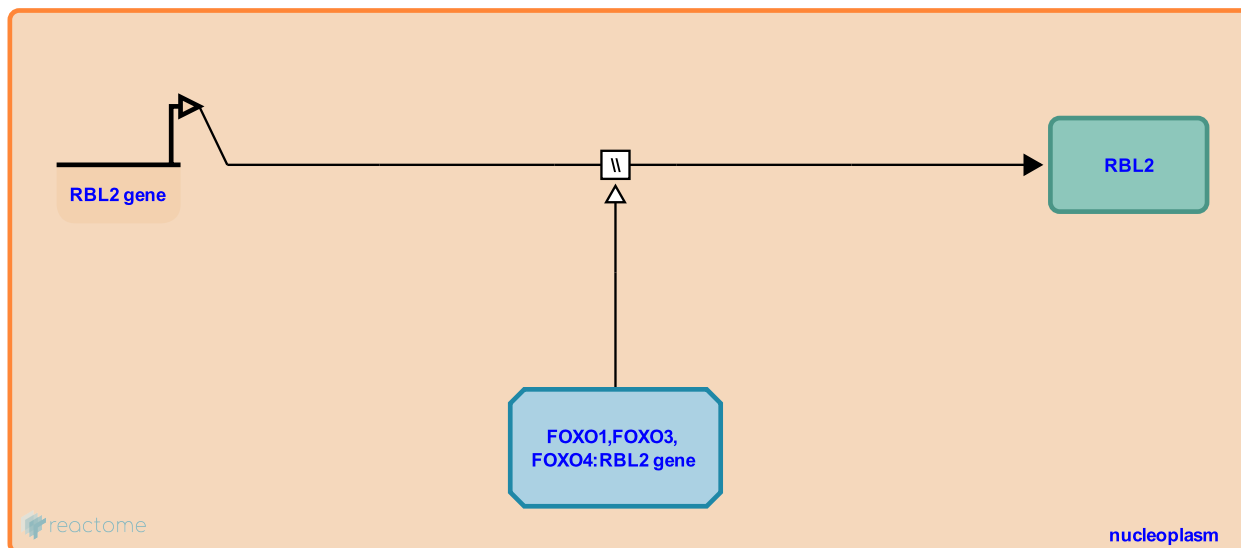 \\
RBL2
RBL2 gene
FOXO1,FOXO3,
FOXO4:RBL2 gene
reactome
nucleoplasm